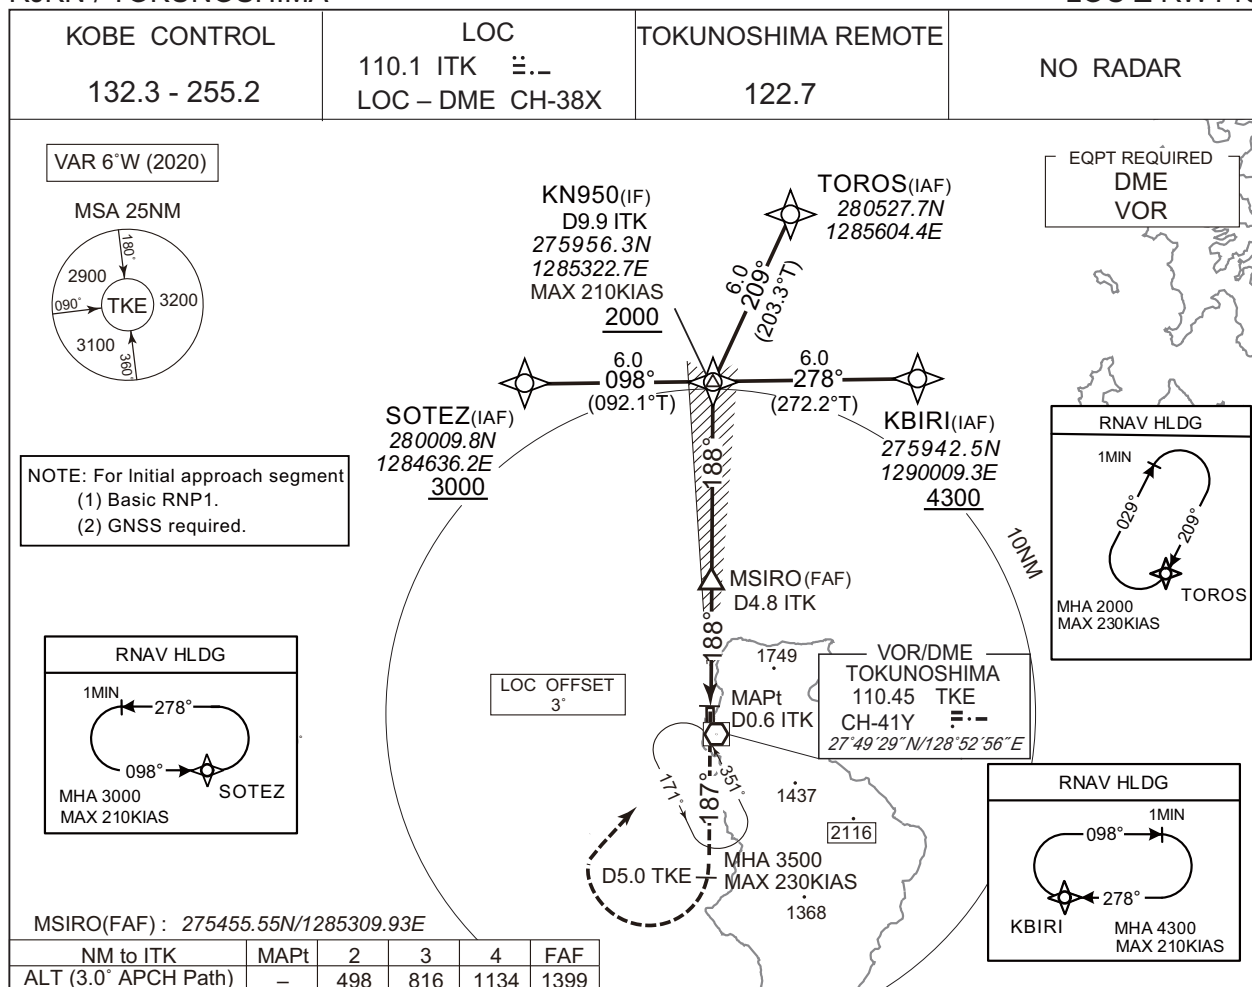 KOBE CONTROL
132.3 - 255.2
LOC
110.1 ITK
LOC – DME CH-38X
TOKUNOSHIMA REMOTE
122.7
NO RADAR
VAR 6°W (2020)
MSA 25NM
180°
2900
090°
TKE
3200
3100
360°
EQPT REQUIRED
DME
VOR
KN950(IF)
D9.9 ITK
275956.3N
1285322.7E
MAX 210KIAS
2000
TOROS(IAF)
280527.7N
1285604.4E
6.0
209°
(203.3°T)
6.0
098°
(092.1°T)
6.0
278°
(272.2°T)
SOTEZ(IAF)
280009.8N
1284636.2E
3000
KBIRI(IAF)
275942.5N
1290009.3E
4300
188°
10NM
NOTE: For Initial approach segment
(1) Basic RNP1.
(2) GNSS required.
RNAV HLDG
1MIN
029°
209°
TOROS
MHA 2000
MAX 230KIAS
MSIRO(FAF)
D4.8 ITK
188°
RNAV HLDG
1MIN
278°
098°
SOTEZ
MHA 3000
MAX 210KIAS
LOC OFFSET
3°
1749
MAPt
D0.6 ITK
VOR/DME
TOKUNOSHIMA
110.45 TKE
CH-41Y
27°49′29″N/128°52′56″E
171°
351°
187°
1437
2116
D5.0 TKE
MHA 3500
MAX 230KIAS
1368
RNAV HLDG
1MIN
098°
278°
KBIRI
MHA 4300
MAX 210KIAS
MSIRO(FAF) : 275455.55N/1285309.93E
NM to ITK MAPt 2 3 4 FAF
ALT (3.0° APCH Path) – 498 816 1134 1399